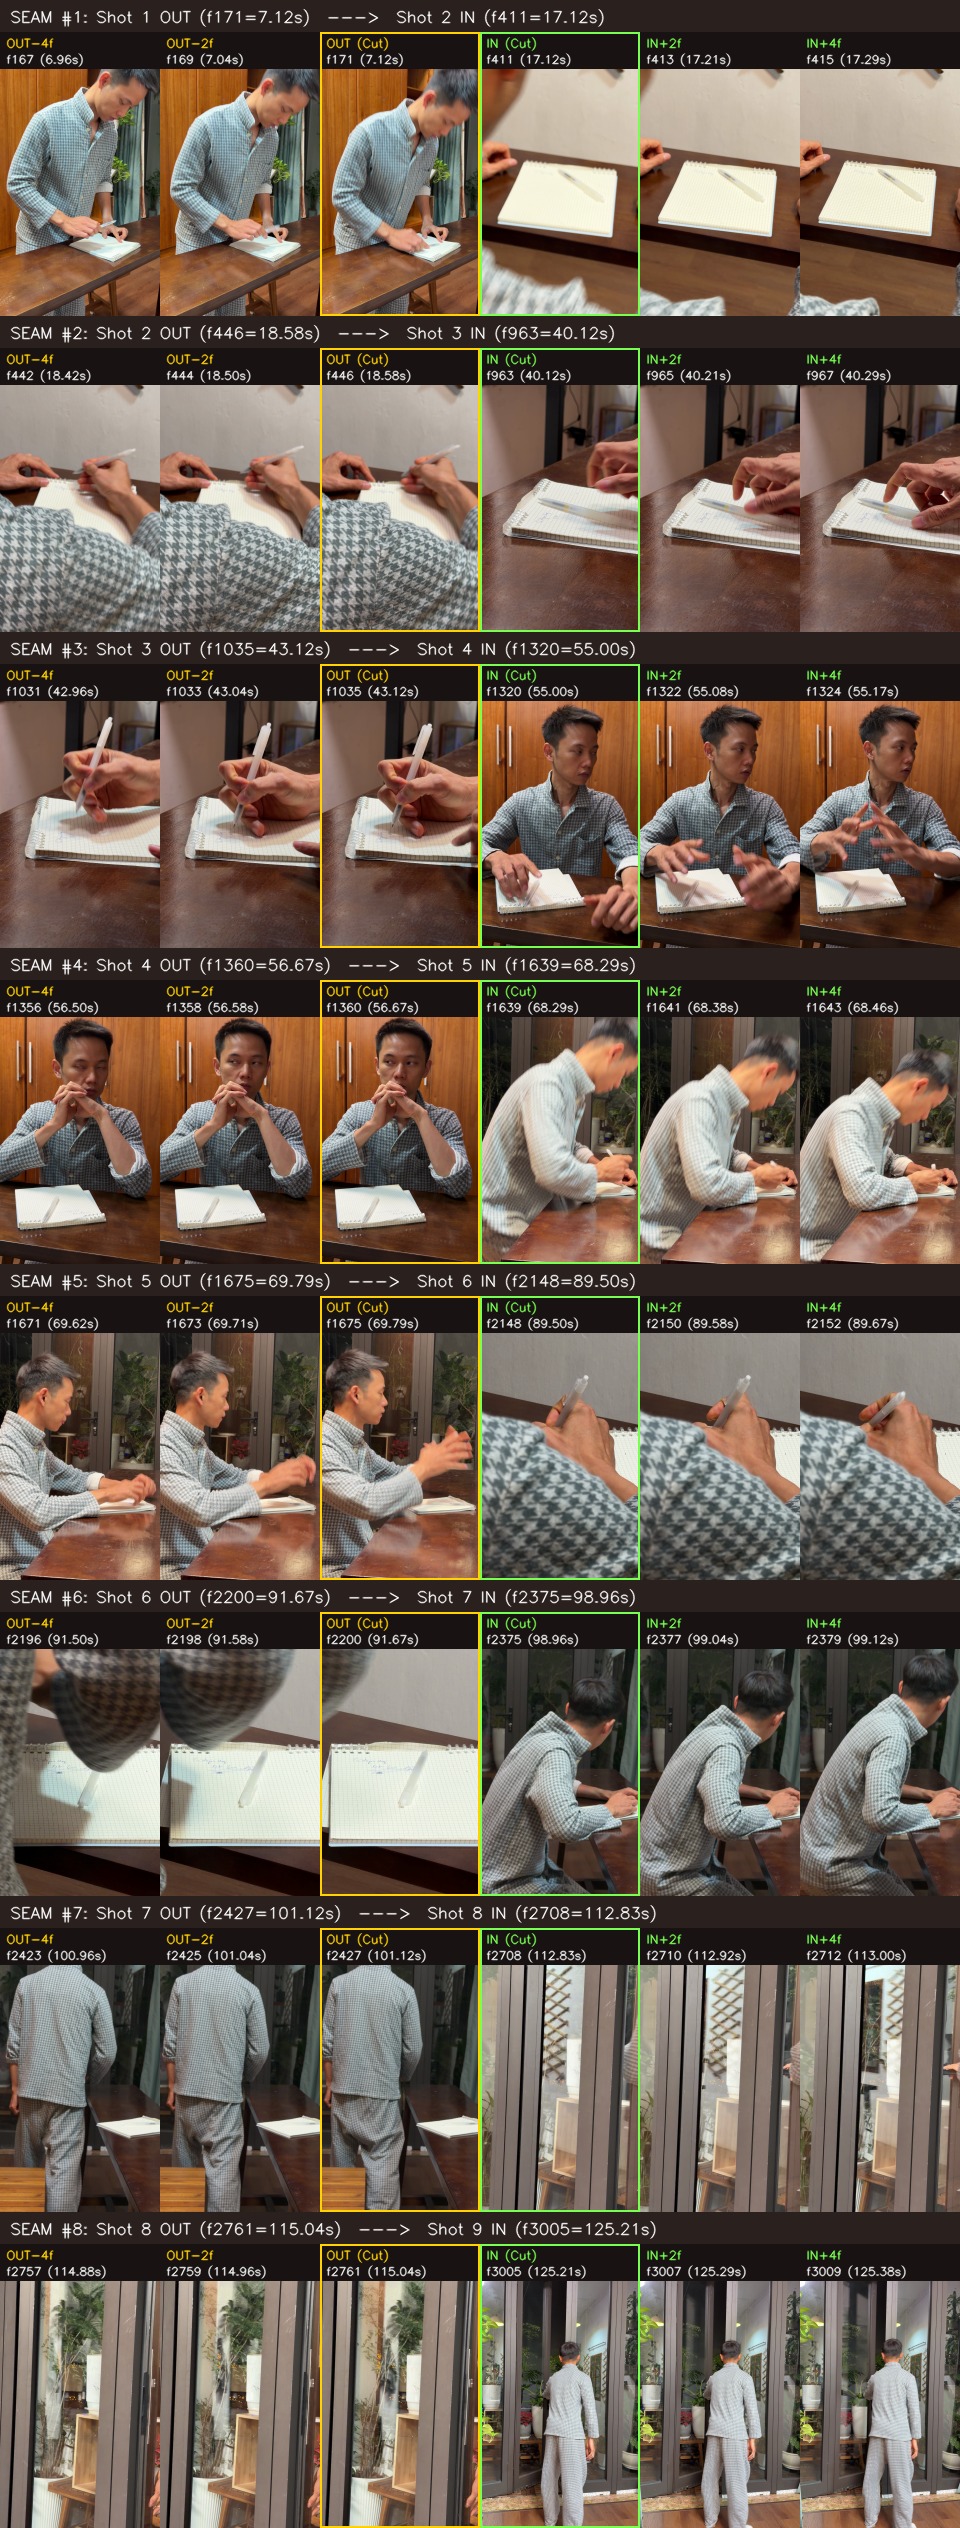 SEAM #1: Shot 1 OUT (f171=7.12s) ---> Shot 2 IN (f411=17.12s)
OUT-4f OUT-2f OUT (Cut) IN (Cut) IN+2f IN+4f
f167 (6.96s) f169 (7.04s) f171 (7.12s) f411 (17.12s) f413 (17.21s) f415 (17.29s)
SEAM #2: Shot 2 OUT (f446=18.58s) ---> Shot 3 IN (f963=40.12s)
OUT-4f OUT-2f OUT (Cut) IN (Cut) IN+2f IN+4f
f442 (18.42s) f444 (18.50s) f446 (18.58s) f963 (40.12s) f965 (40.21s) f967 (40.29s)
SEAM #3: Shot 3 OUT (f1035=43.12s) ---> Shot 4 IN (f1320=55.00s)
OUT-4f OUT-2f OUT (Cut) IN (Cut) IN+2f IN+4f
f1031 (42.96s) f1033 (43.04s) f1035 (43.12s) f1320 (55.00s) f1322 (55.08s) f1324 (55.17s)
SEAM #4: Shot 4 OUT (f1360=56.67s) ---> Shot 5 IN (f1639=68.29s)
OUT-4f OUT-2f OUT (Cut) IN (Cut) IN+2f IN+4f
f1356 (56.50s) f1358 (56.58s) f1360 (56.67s) f1639 (68.29s) f1641 (68.38s) f1643 (68.46s)
SEAM #5: Shot 5 OUT (f1675=69.79s) ---> Shot 6 IN (f2148=89.50s)
OUT-4f OUT-2f OUT (Cut) IN (Cut) IN+2f IN+4f
f1671 (69.62s) f1673 (69.71s) f1675 (69.79s) f2148 (89.50s) f2150 (89.58s) f2152 (89.67s)
SEAM #6: Shot 6 OUT (f2200=91.67s) ---> Shot 7 IN (f2375=98.96s)
OUT-4f OUT-2f OUT (Cut) IN (Cut) IN+2f IN+4f
f2196 (91.50s) f2198 (91.58s) f2200 (91.67s) f2375 (98.96s) f2377 (99.04s) f2379 (99.12s)
SEAM #7: Shot 7 OUT (f2427=101.12s) ---> Shot 8 IN (f2708=112.83s)
OUT-4f OUT-2f OUT (Cut) IN (Cut) IN+2f IN+4f
f2423 (100.96s) f2425 (101.04s) f2427 (101.12s) f2708 (112.83s) f2710 (112.92s) f2712 (113.00s)
SEAM #8: Shot 8 OUT (f2761=115.04s) ---> Shot 9 IN (f3005=125.21s)
OUT-4f OUT-2f OUT (Cut) IN (Cut) IN+2f IN+4f
f2757 (114.88s) f2759 (114.96s) f2761 (115.04s) f3005 (125.21s) f3007 (125.29s) f3009 (125.38s)